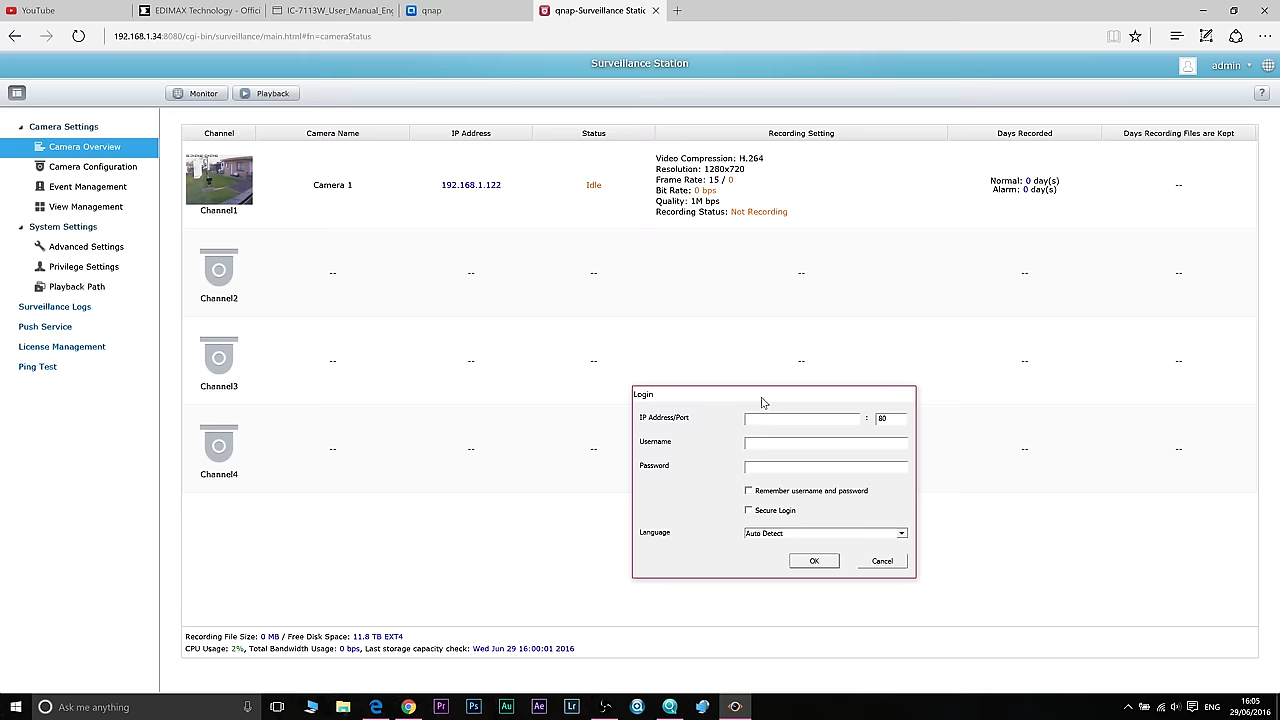 YouTube
EDIMAX Technology - Offici
IC-7113W_User_Manual_Eng
qnap
qnap-Surveillance Static
192.168.1.34:8080/cgi-bin/surveillance/main.html#fn=cameraStatus
Surveillance Station
admin
Monitor
Playback
?
Camera Settings
Camera Overview
Camera Configuration
Event Management
View Management
System Settings
Advanced Settings
Privilege Settings
Playback Path
Surveillance Logs
Push Service
License Management
Ping Test
Channel Camera Name IP Address Status Recording Setting Days Recorded Days Recording Files are Kept
Channel1
Camera 1
192.168.1.122
Idle
Video Compression: H.264
Resolution: 1280x720
Frame Rate: 15 / 0
Bit Rate: 0 bps
Quality: 1M bps
Recording Status: Not Recording
Normal: 0 day(s)
Alarm: 0 day(s)
--
Channel2
-- -- -- -- -- --
Channel3
-- -- -- --
Channel4
-- -- -- -- --
Login
IP Address/Port : 80
Username
Password
Remember username and password
Secure Login
Language Auto Detect
OK Cancel
Recording File Size: 0 MB / Free Disk Space: 11.8 TB EXT4
CPU Usage: 2%, Total Bandwidth Usage: 0 bps, Last storage capacity check: Wed Jun 29 16:00:01 2016
Ask me anything
Pr Ps Au Ae Lr
ENG
16:05
29/06/2016